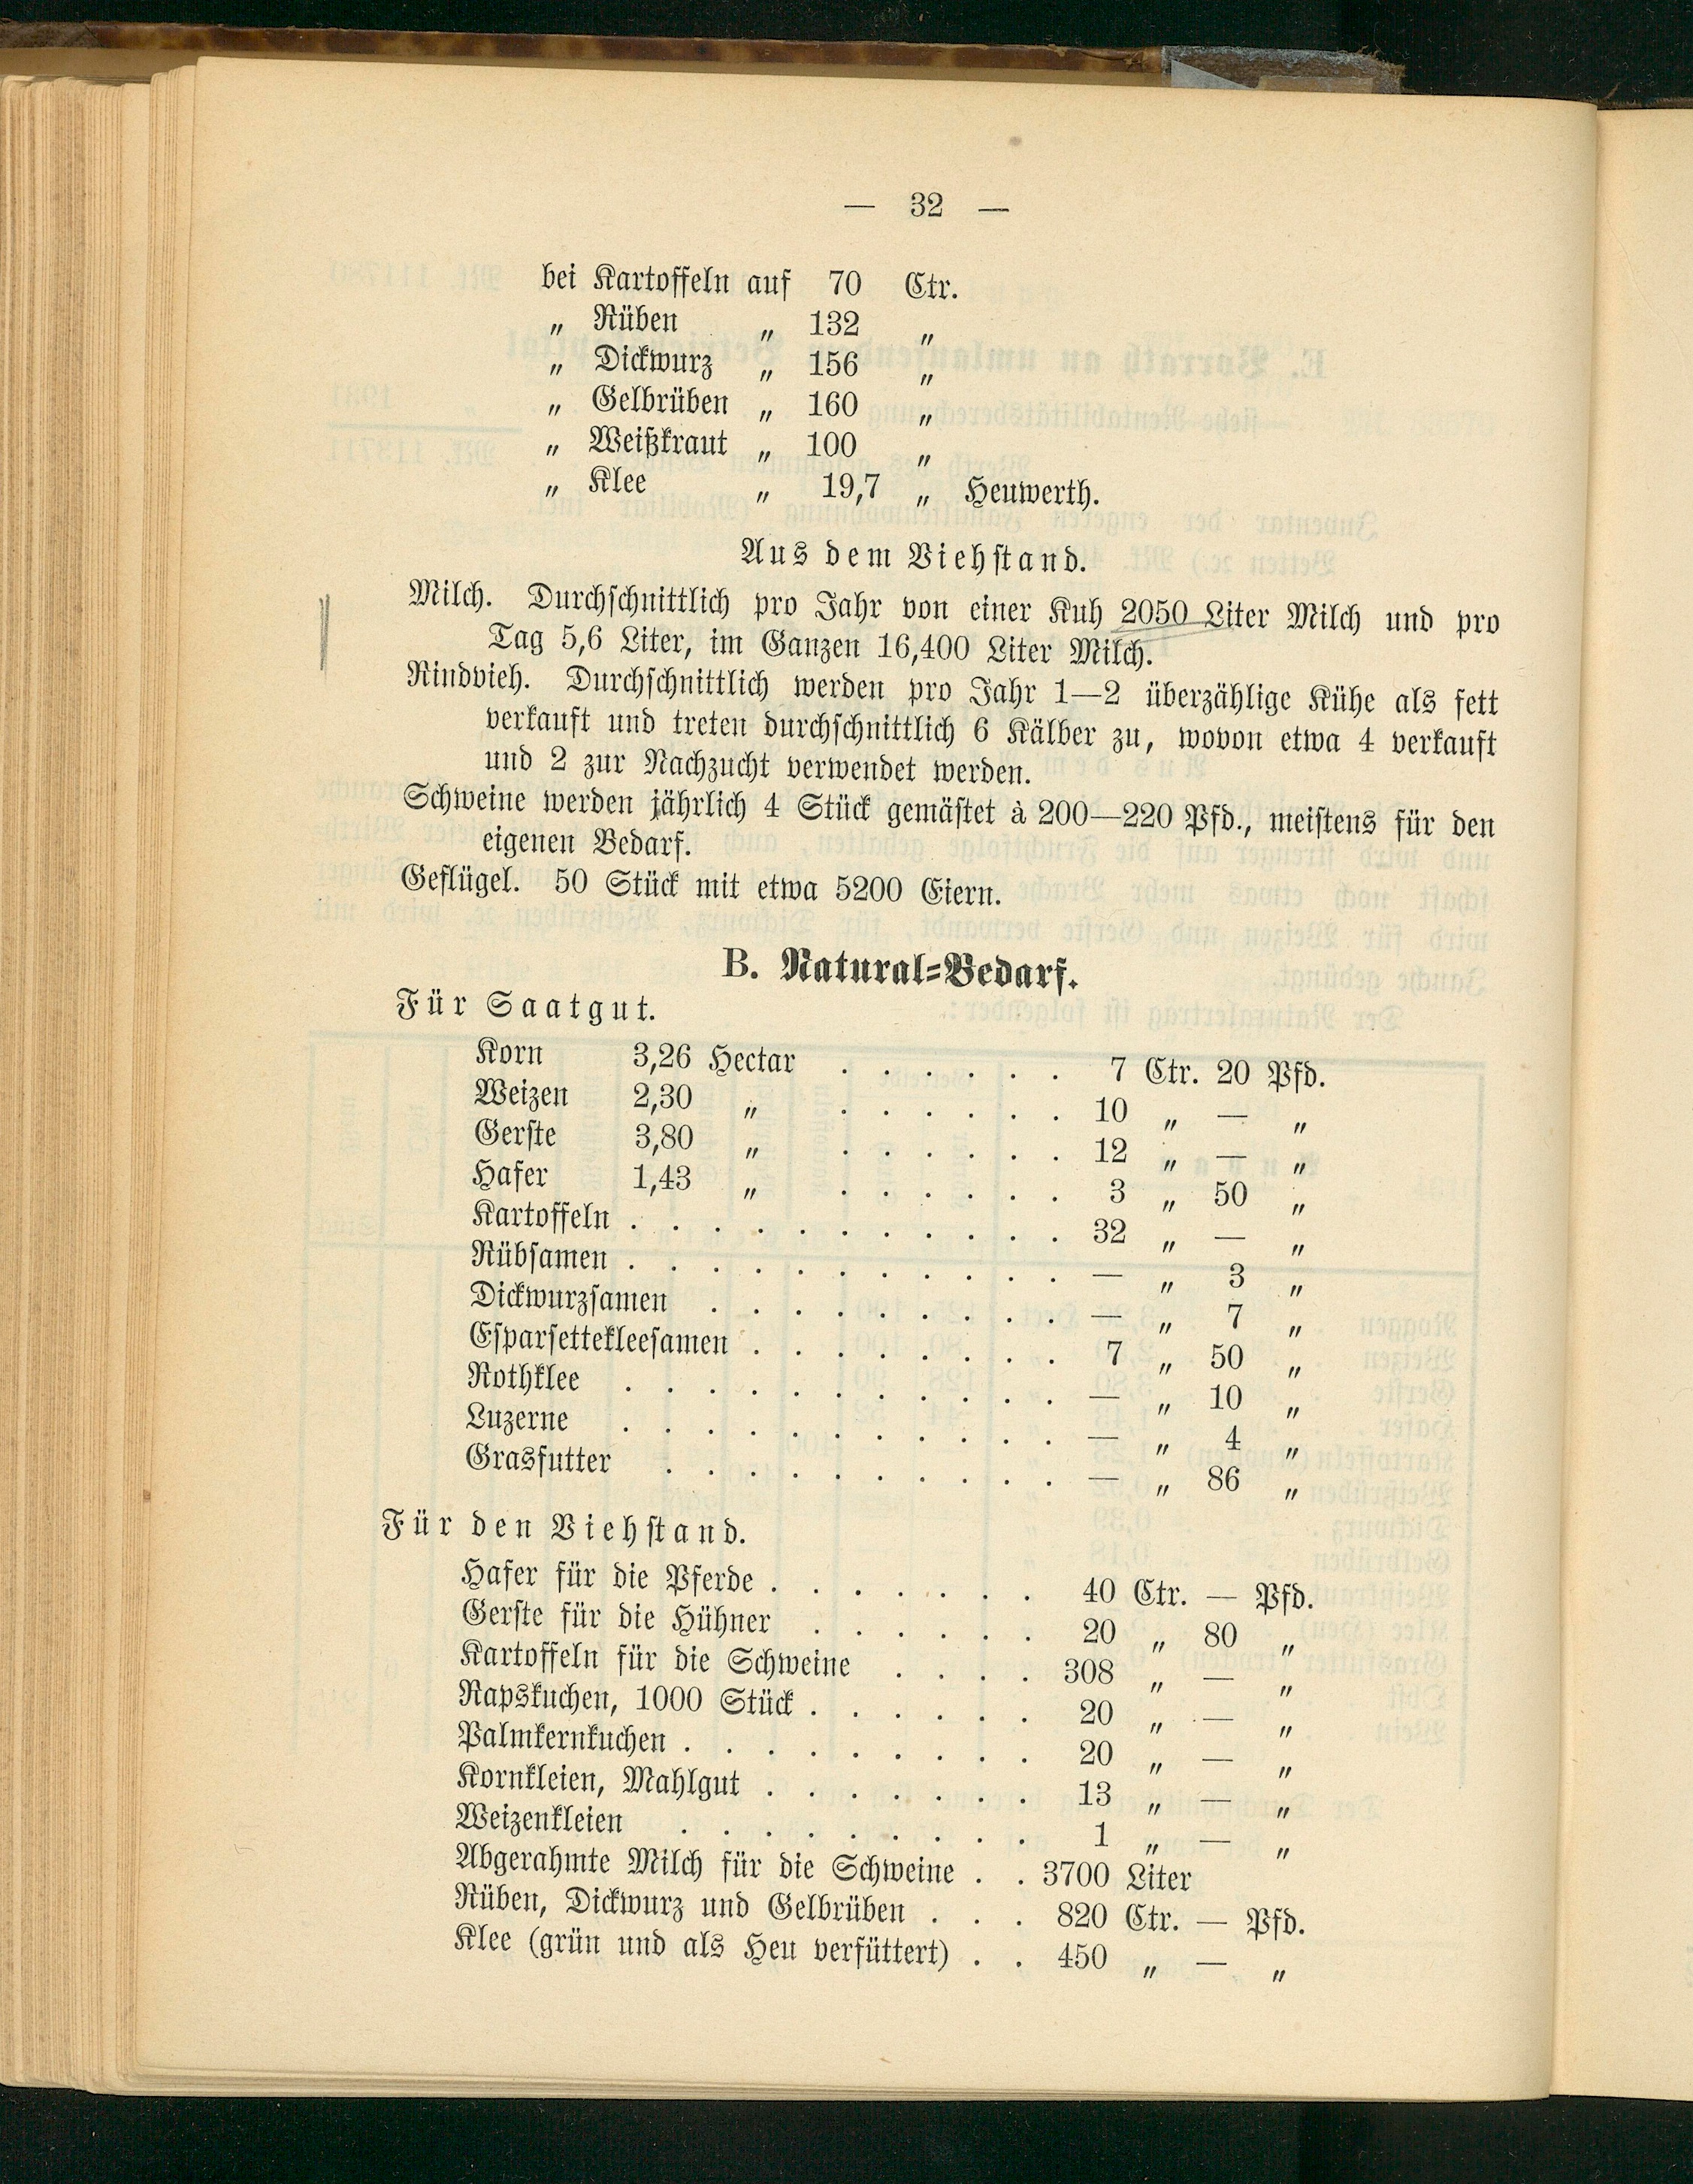 — 32 —
bei Kartoffeln auf 70 Ctr.
„ Rüben „ 132 „
„ Dickwurz „ 156 „
„ Gelbrüben „ 160 „
„ Weißkraut „ 100 „
„ Klee „ 19,7 „ Heuwerth.
Aus dem Viehstand.
Milch. Durchschnittlich pro Jahr von einer Kuh 2050 Liter Milch und pro
Tag 5,6 Liter, im Ganzen 16,400 Liter Milch.
Rindvieh. Durchschnittlich werden pro Jahr 1—2 überzählige Kühe als fett
verkauft und treten durchschnittlich 6 Kälber zu, wovon etwa 4 verkauft
und 2 zur Nachzucht verwendet werden.
Schweine werden jährlich 4 Stück gemästet à 200—220 Pfd., meistens für den
eigenen Bedarf.
Geflügel. 50 Stück mit etwa 5200 Eiern.
B. Natural-Bedarf.
Für Saatgut.
Korn 3,26 Hectar . . . . . . 7 Ctr. 20 Pfd.
Weizen 2,30 „ . . . . . . 10 „ — „
Gerste 3,80 „ . . . . . . 12 „ — „
Hafer 1,43 „ . . . . . . 3 „ 50 „
Kartoffeln . . . . . . . . . . . 32 „ — „
Rübsamen . . . . . . . . . . . — „ 3 „
Dickwurzsamen . . . . . . . . . — „ 7 „
Esparsettekleesamen . . . . . . . . 7 „ 50 „
Rothklee . . . . . . . . . . . — „ 10 „
Luzerne . . . . . . . . . . . — „ 4 „
Grasfutter . . . . . . . . . . — „ 86 „
Für den Viehstand.
Hafer für die Pferde . . . . . . . 40 Ctr. — Pfd.
Gerste für die Hühner . . . . . . 20 „ 80 „
Kartoffeln für die Schweine . . . . 308 „ — „
Rapskuchen, 1000 Stück . . . . . . 20 „ — „
Palmkernkuchen . . . . . . . . . 20 „ — „
Kornkleien, Mahlgut . . . . . . . 13 „ — „
Weizenkleien . . . . . . . . . 1 „ — „
Abgerahmte Milch für die Schweine . . 3700 Liter
Rüben, Dickwurz und Gelbrüben . . . 820 Ctr. — Pfd.
Klee (grün und als Heu verfüttert) . . 450 „ — „